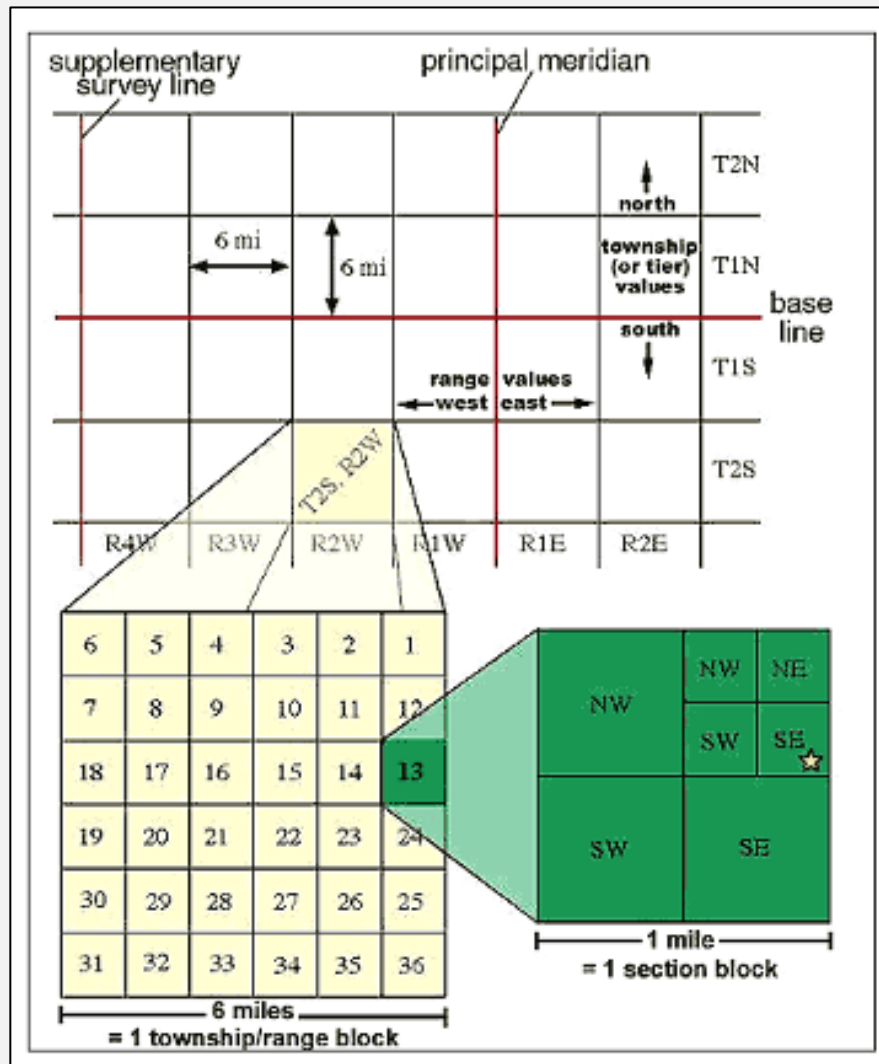 supplementary
survey line
principal meridian
T2N
north
6 mi
6 mi
township
(or tier)
values
T1N
base
line
south
T1S
range values
west east
T2S, R2W
T2S
R4W R3W R2W R1W R1E R2E
6 5 4 3 2 1
7 8 9 10 11 12
18 17 16 15 14 13
19 20 21 22 23 24
30 29 28 27 26 25
31 32 33 34 35 36
6 miles
= 1 township/range block
NW NW NE
SW SE
SW SE
1 mile
= 1 section block